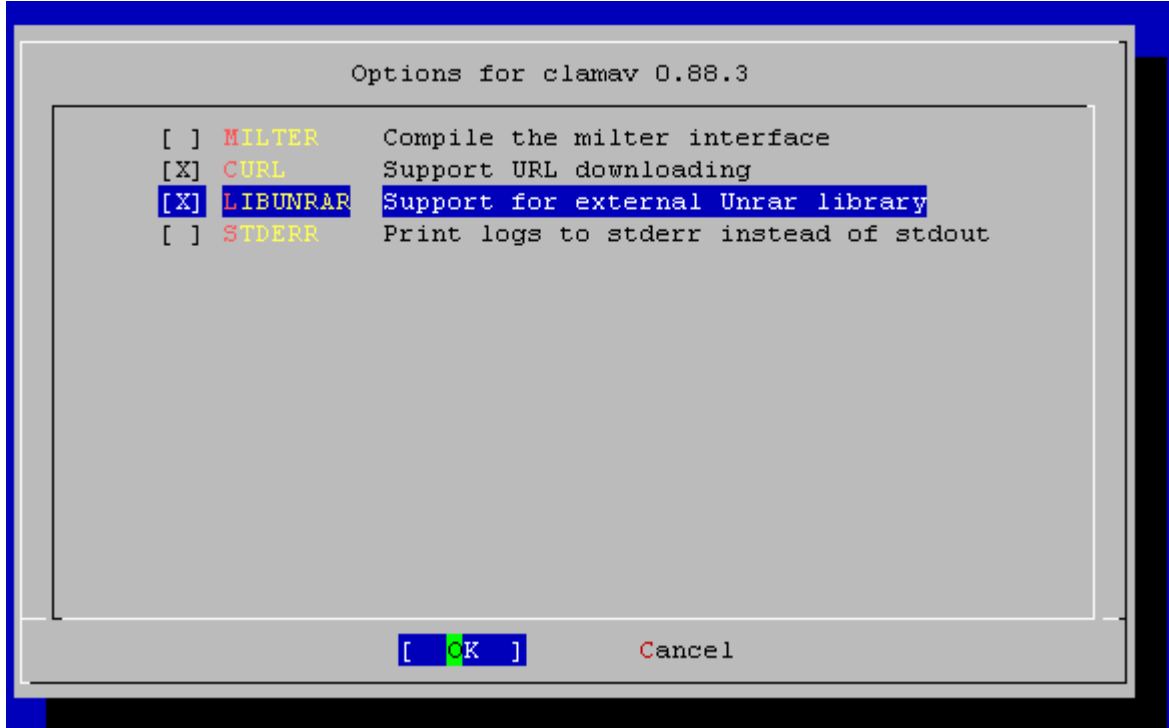 Options for clamav 0.88.3
[ ] MILTER Compile the milter interface
[X] CURL Support URL downloading
[X] LIBUNRAR Support for external Unrar library
[ ] STDERR Print logs to stderr instead of stdout
[ OK ] Cancel